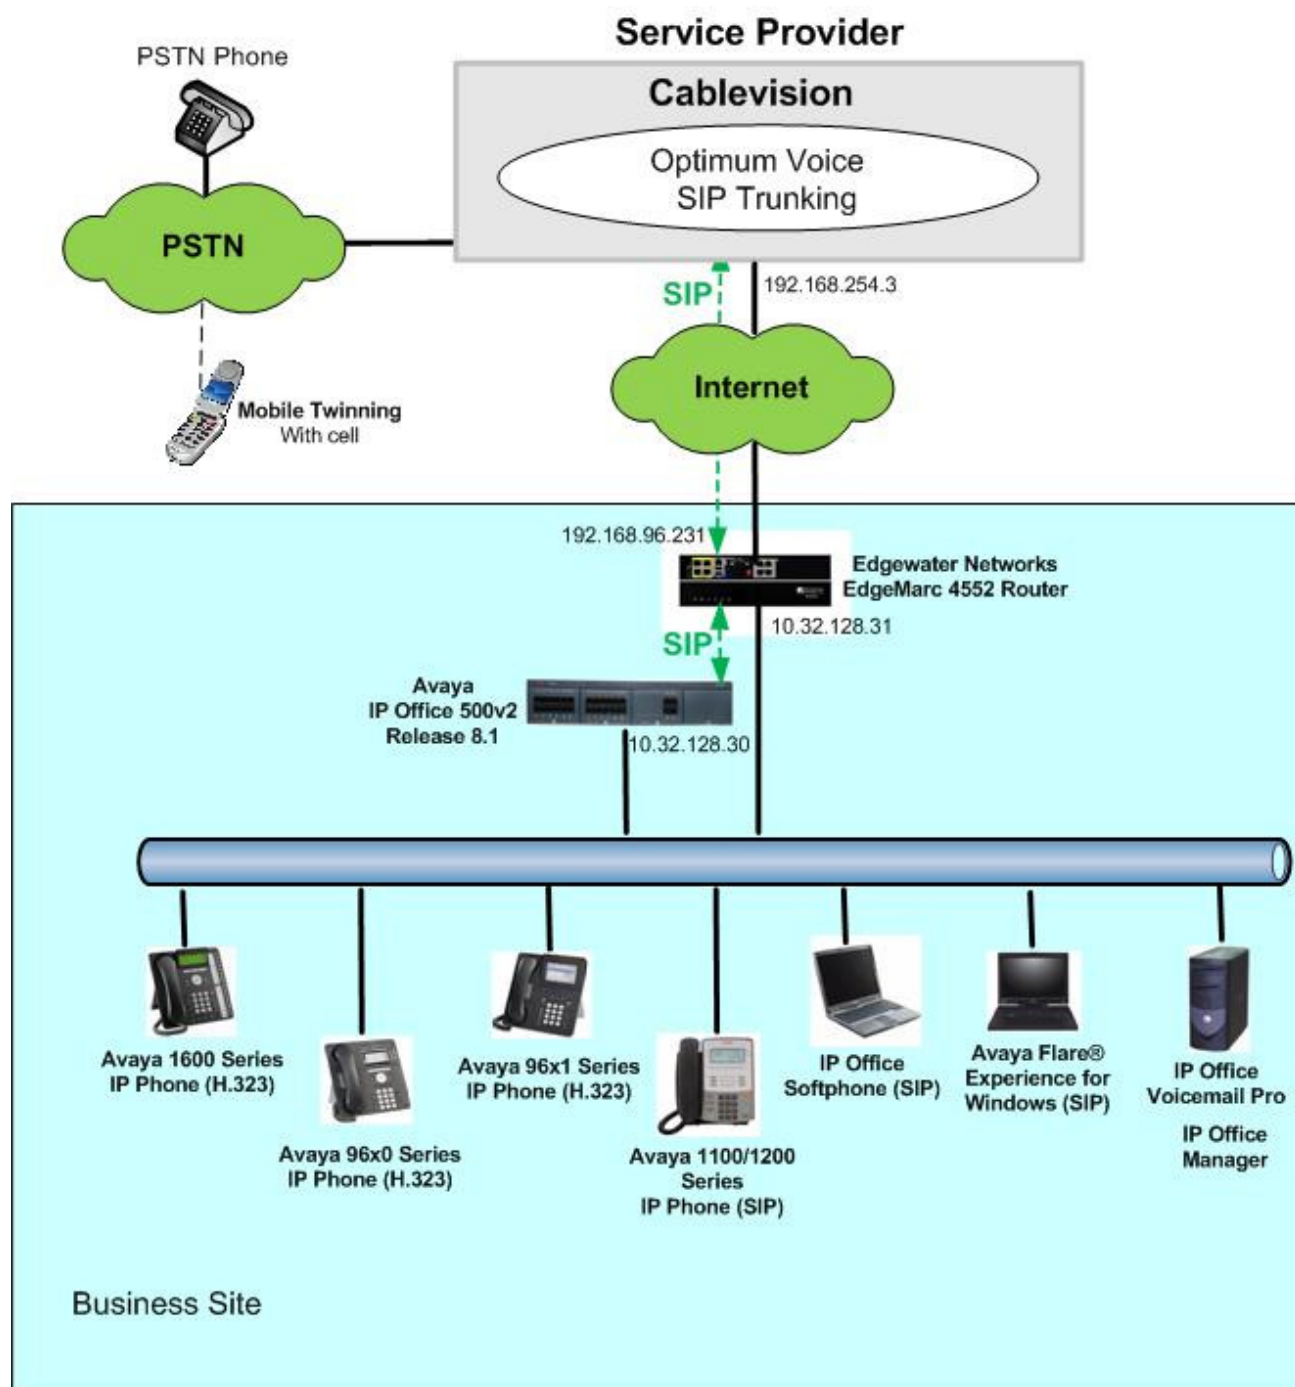 Service Provider
PSTN Phone
Cablevision
Optimum Voice
SIP Trunking
PSTN
SIP
192.168.254.3
Internet
Mobile Twinning
With cell
192.168.96.231
Edgewater Networks
EdgeMarc 4552 Router
10.32.128.31
SIP
Avaya
IP Office 500v2
Release 8.1
10.32.128.30
Avaya 1600 Series
IP Phone (H.323)
Avaya 96x0 Series
IP Phone (H.323)
Avaya 96x1 Series
IP Phone (H.323)
Avaya 1100/1200
Series
IP Phone (SIP)
IP Office
Softphone (SIP)
Avaya Flare®
Experience for
Windows (SIP)
IP Office
Voicemail Pro
IP Office
Manager
Business Site